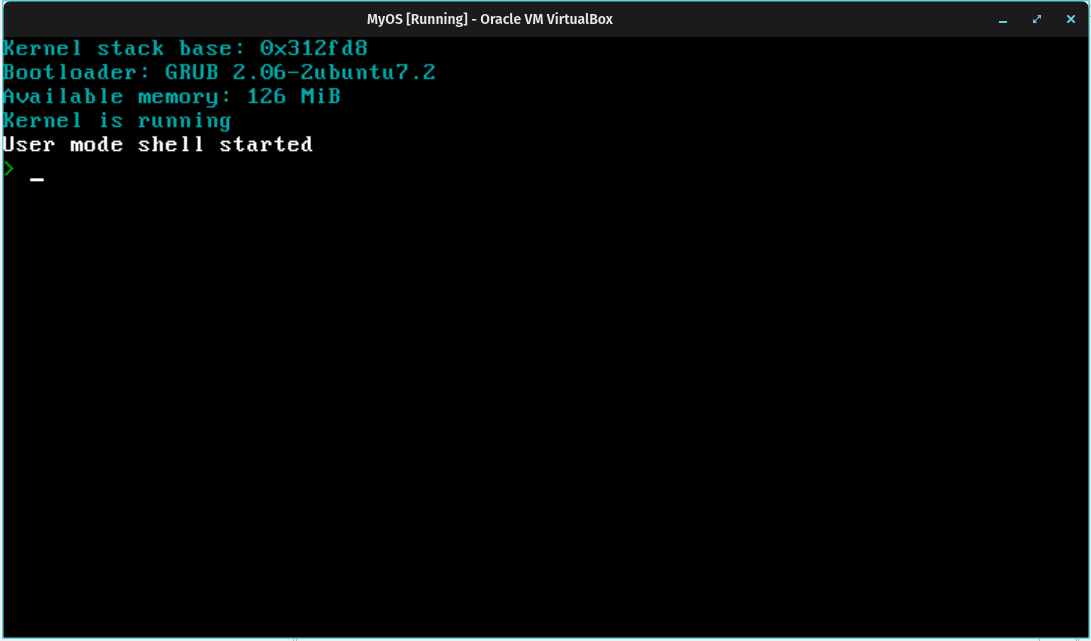 MyOS [Running] - Oracle VM VirtualBox
Kernel stack base: 0x312fd8
Bootloader: GRUB 2.06-2ubuntu7.2
Available memory: 126 MiB
Kernel is running
User mode shell started
> _